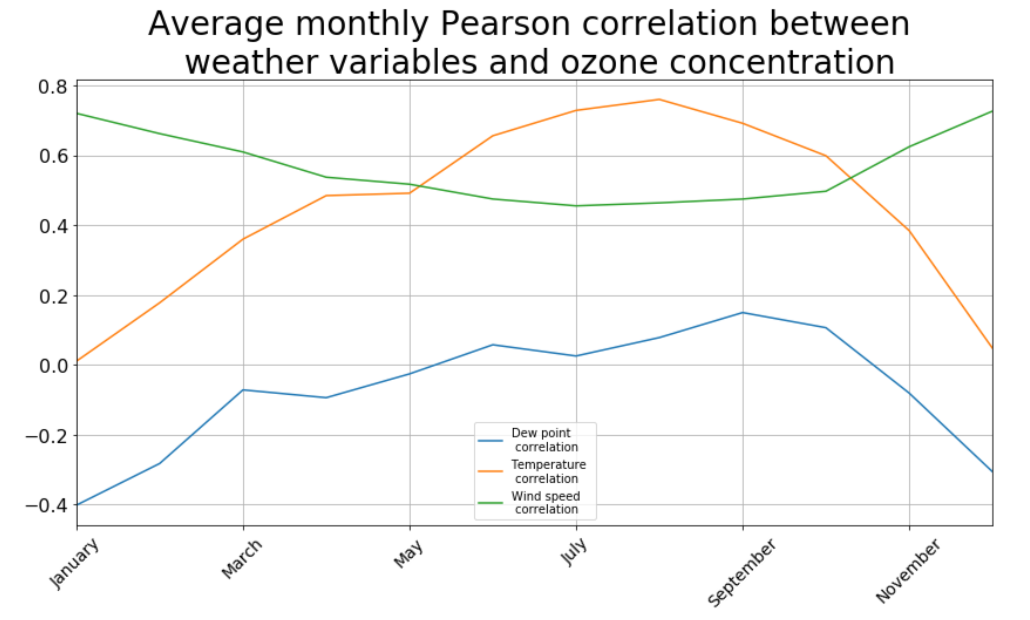 Average monthly Pearson correlation between
weather variables and ozone concentration
0.8
0.6
0.4
0.2
0.0
−0.2
−0.4
Dew point
correlation
Temperature
correlation
Wind speed
correlation
January
March
May
July
September
November